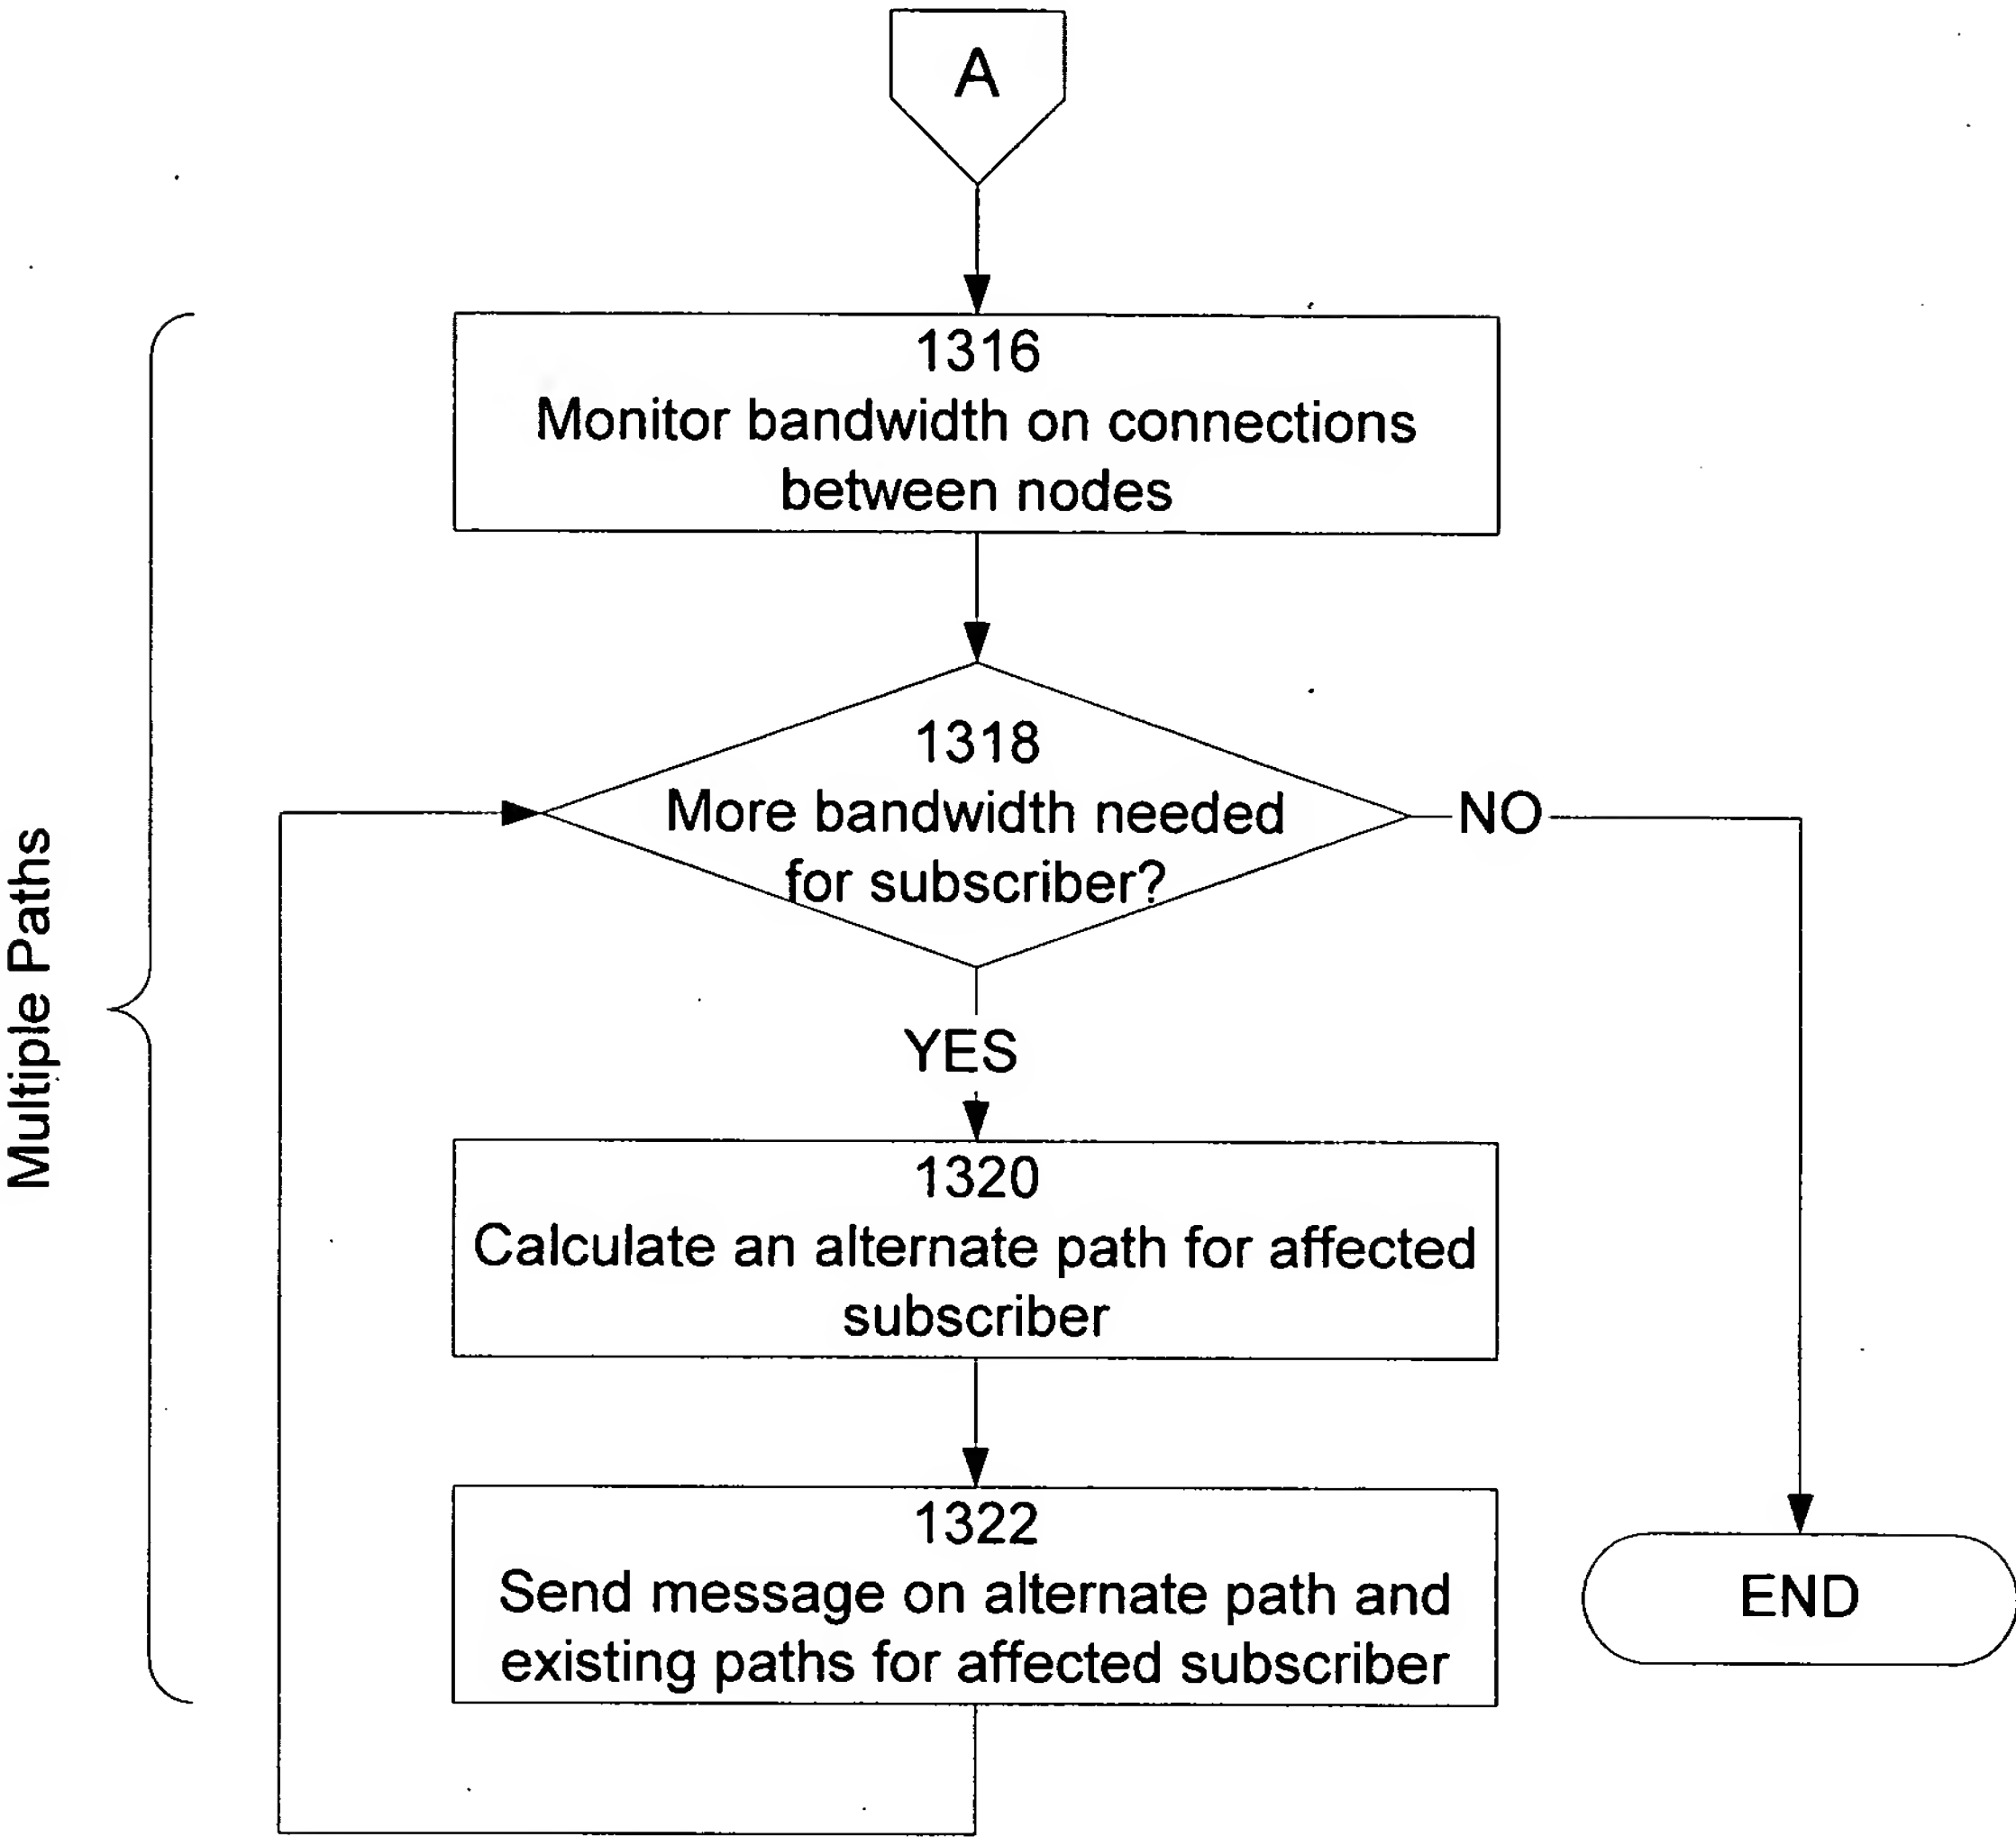 A
1316
Monitor bandwidth on connections
between nodes
1318
More bandwidth needed
for subscriber?
NO
YES
Multiple Paths
1320
Calculate an alternate path for affected
subscriber
1322
Send message on alternate path and
existing paths for affected subscriber
END